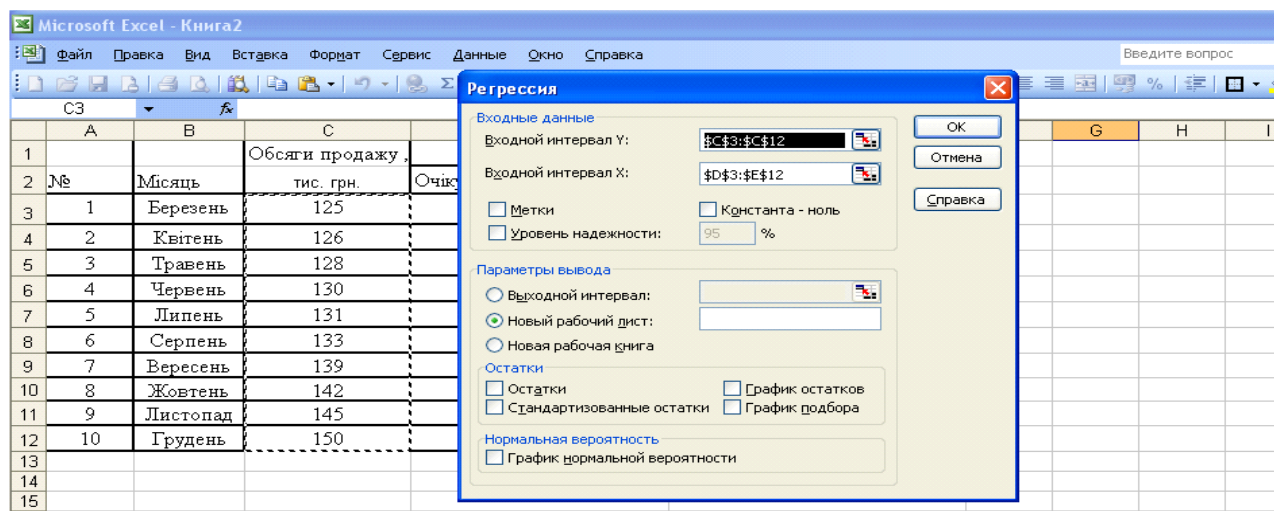 Microsoft Excel - Книга2
Файл Правка Вид Вставка Формат Сервис Данные Окно Справка Введите вопрос
C3 fx
A B C G H I
1 Обсяги продажу ,
2 № Місяць тис. грн. Очік
3 1 Березень 125
4 2 Квітень 126
5 3 Травень 128
6 4 Червень 130
7 5 Липень 131
8 6 Серпень 133
9 7 Вересень 139
10 8 Жовтень 142
11 9 Листопад 145
12 10 Грудень 150
13
14
15
Регрессия
Входные данные
Входной интервал Y: $C$3:$C$12 ОК
Входной интервал X: $D$3:$E$12 Отмена
Справка
Метки Константа - ноль
Уровень надежности: 95 %
Параметры вывода
Выходной интервал:
Новый рабочий лист:
Новая рабочая книга
Остатки
Остатки График остатков
Стандартизованные остатки График подбора
Нормальная вероятность
График нормальной вероятности